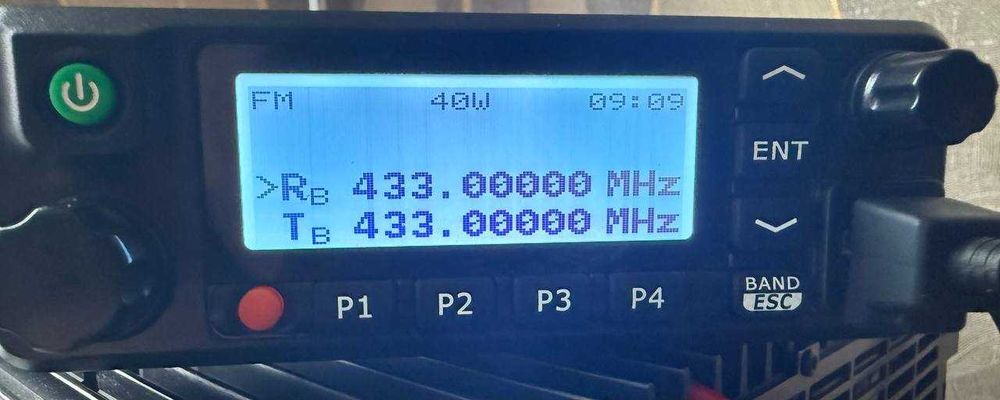 FM 40W 09:09
>RB 433.00000 MHz
TB 433.00000 MHz
P1 P2 P3 P4
ENT
BAND
ESC